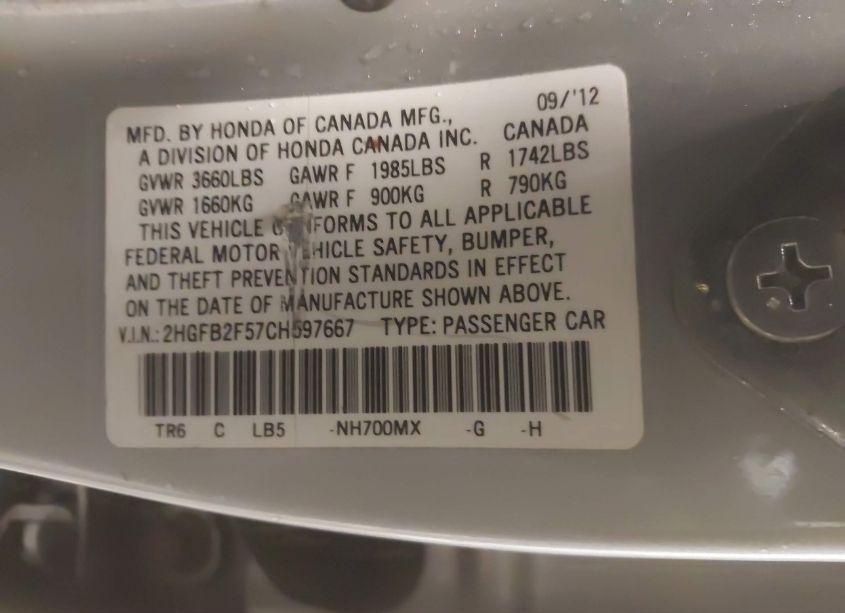 MFD. BY HONDA OF CANADA MFG., 09/'12
A DIVISION OF HONDA CANADA INC. CANADA
GVWR 3660LBS GAWR F 1985LBS R 1742LBS
GVWR 1660KG GAWR F 900KG R 790KG
THIS VEHICLE CONFORMS TO ALL APPLICABLE
FEDERAL MOTOR VEHICLE SAFETY, BUMPER,
AND THEFT PREVENTION STANDARDS IN EFFECT
ON THE DATE OF MANUFACTURE SHOWN ABOVE.
V.I.N.: 2HGFB2F57CH597667 TYPE: PASSENGER CAR
TR6 C LB5 -NH700MX -G -H